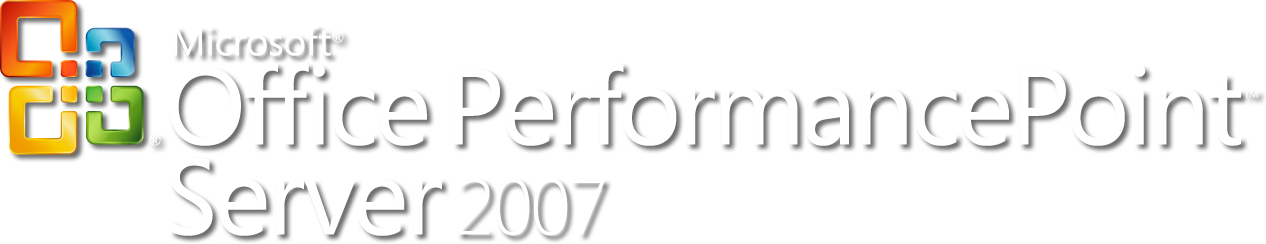 Microsoft®
Office PerformancePoint™
Server 2007
®